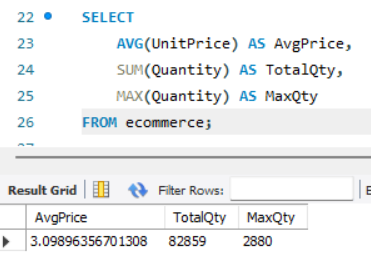 22 SELECT
23 AVG(UnitPrice) AS AvgPrice,
24 SUM(Quantity) AS TotalQty,
25 MAX(Quantity) AS MaxQty
26 FROM ecommerce;
Result Grid Filter Rows:
AvgPrice TotalQty MaxQty
3.09896356701308 82859 2880